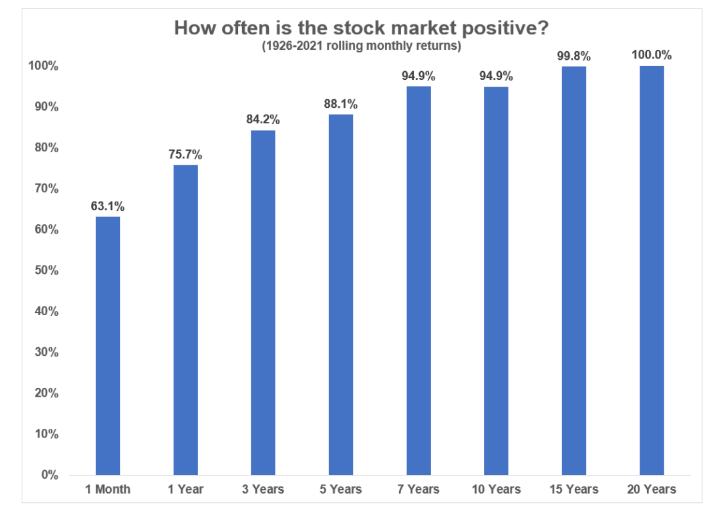 How often is the stock market positive?
(1926-2021 rolling monthly returns)
100%
90%
80%
70%
60%
50%
40%
30%
20%
10%
0%
63.1%
75.7%
84.2%
88.1%
94.9%
94.9%
99.8%
100.0%
1 Month
1 Year
3 Years
5 Years
7 Years
10 Years
15 Years
20 Years